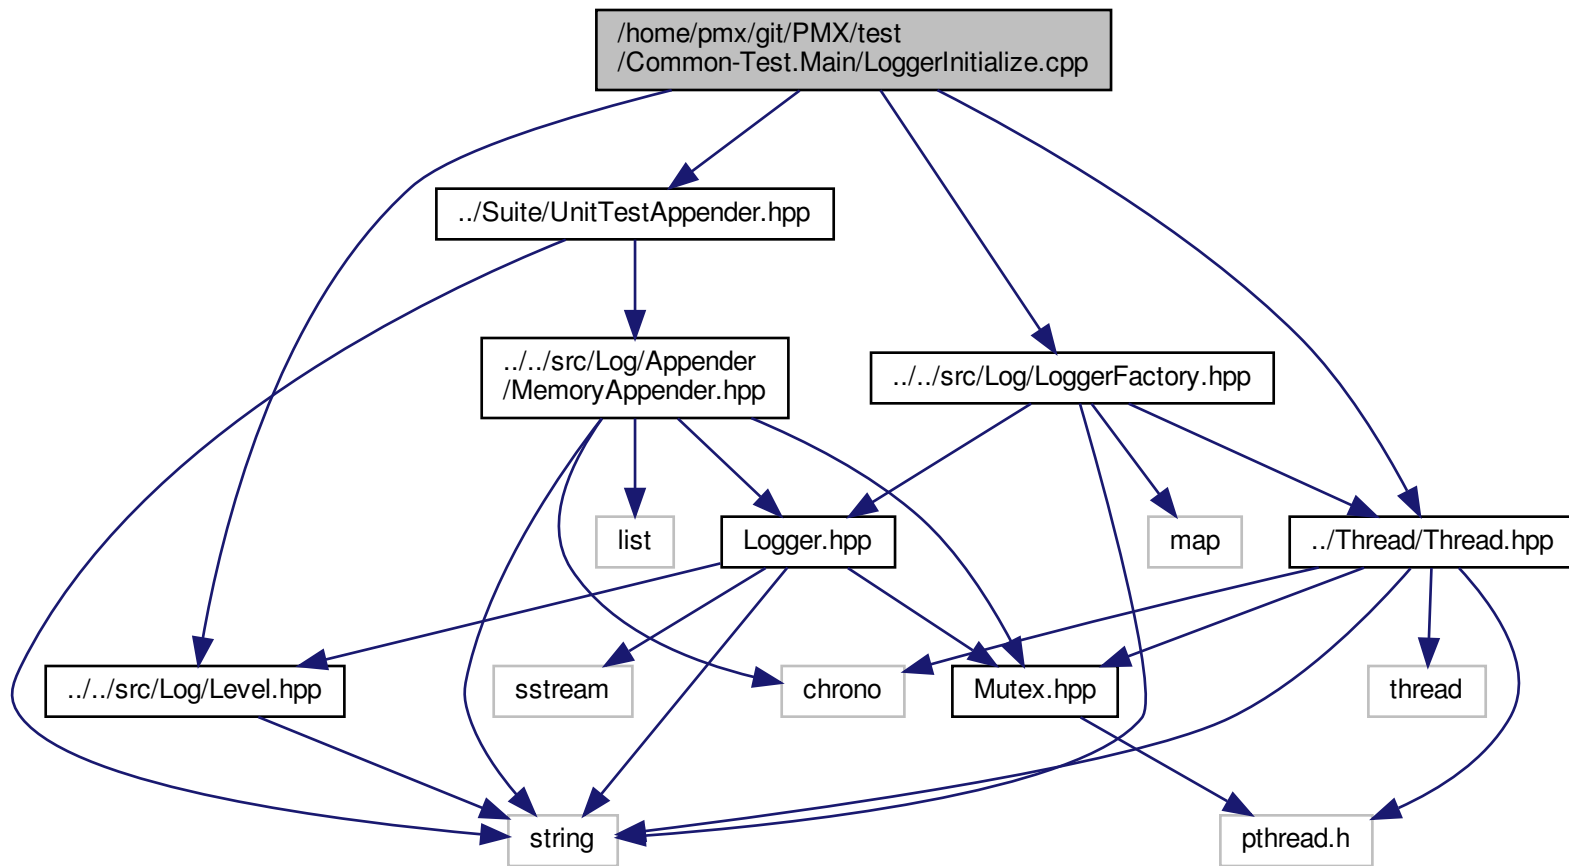 /home/pmx/git/PMX/test
/Common-Test.Main/LoggerInitialize.cpp
../Suite/UnitTestAppender.hpp
../../src/Log/Appender
/MemoryAppender.hpp
../../src/Log/LoggerFactory.hpp
list
Logger.hpp
map
../Thread/Thread.hpp
../../src/Log/Level.hpp
sstream
chrono
Mutex.hpp
thread
string
pthread.h